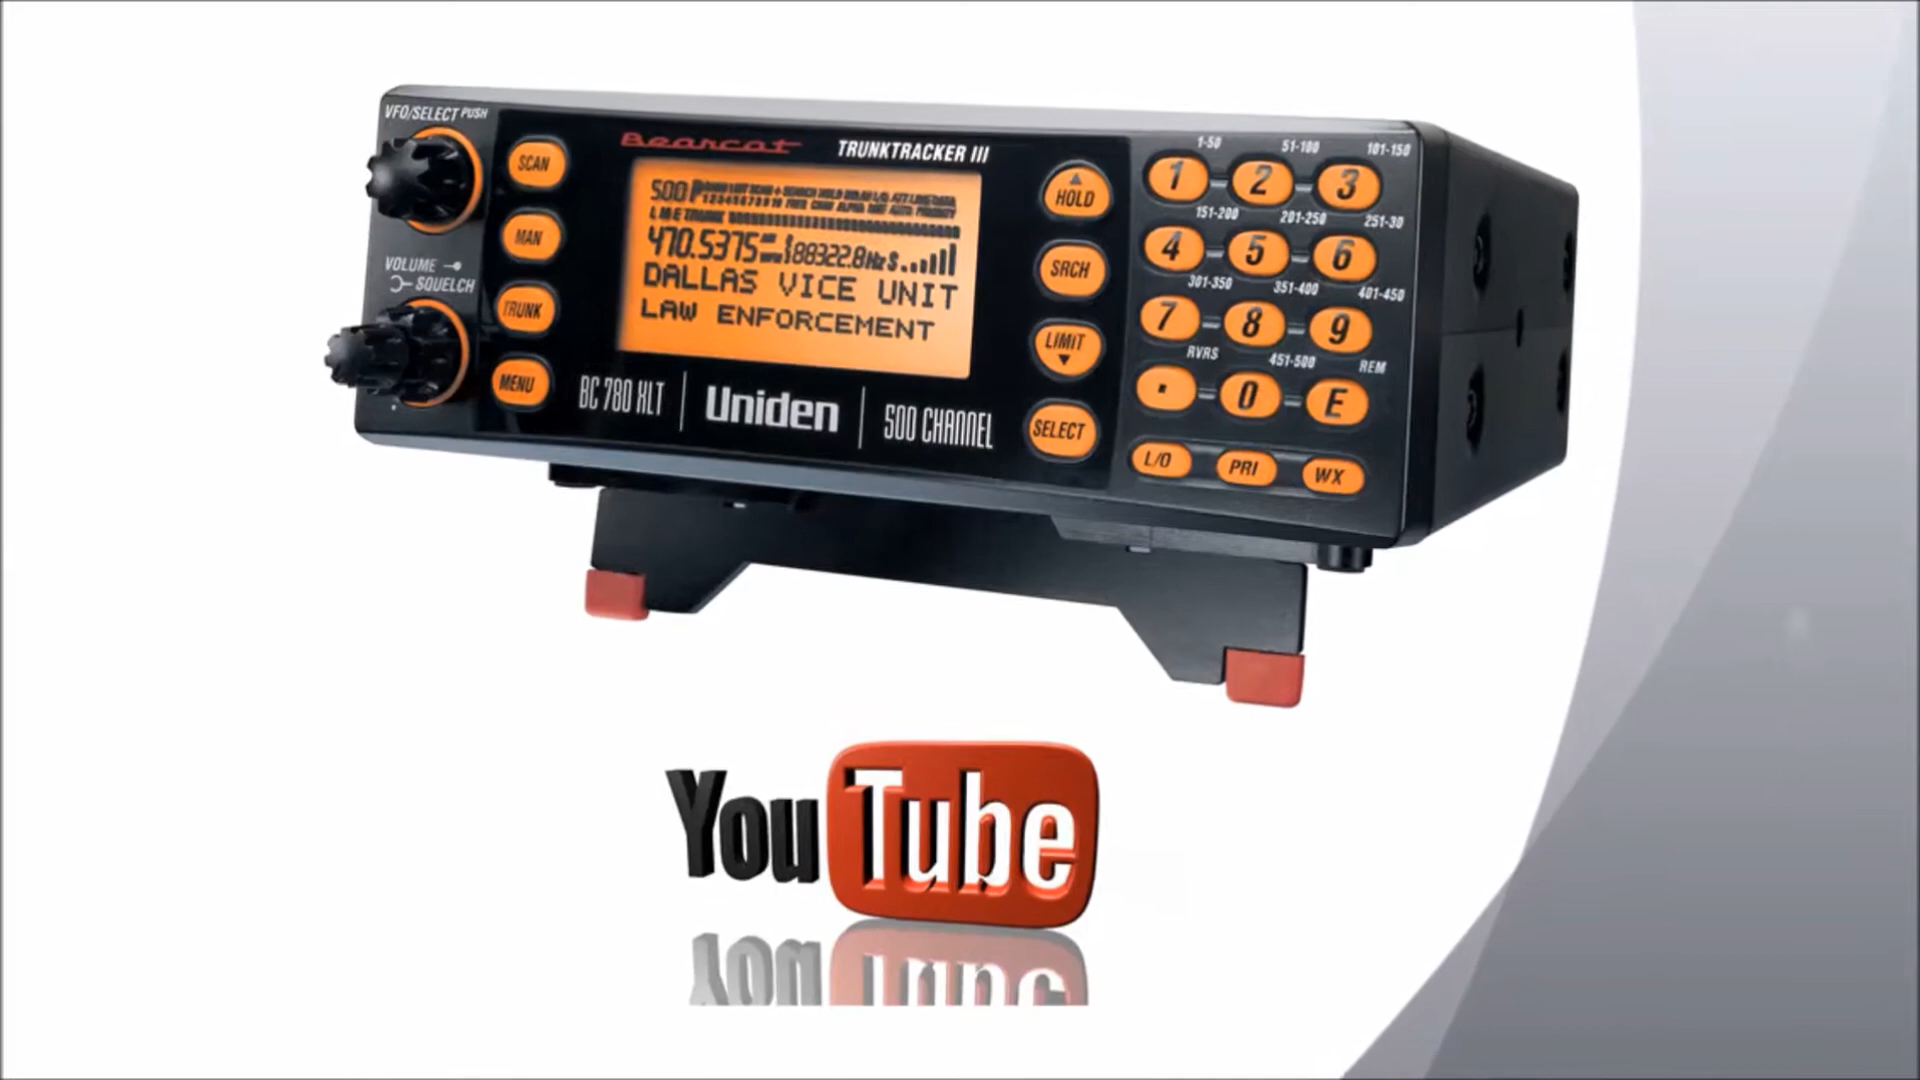 VFO/SELECT PUSH
SCAN
MAN
VOLUME
SQUELCH
TRUNK
MENU
Bearcat
TRUNKTRACKER III
500
L M E TRUNK
470.5375
88322.8Hz S
DALLAS VICE UNIT
LAW ENFORCEMENT
BC 780 XLT
Uniden
500 CHANNEL
HOLD
SRCH
LIMIT
SELECT
1-50 51-100 101-150
1 2 3
151-200 201-250 251-30
4 5 6
301-350 351-400 401-450
7 8 9
RVRS 451-500 REM
. 0 E
L/O PRI WX
YouTube